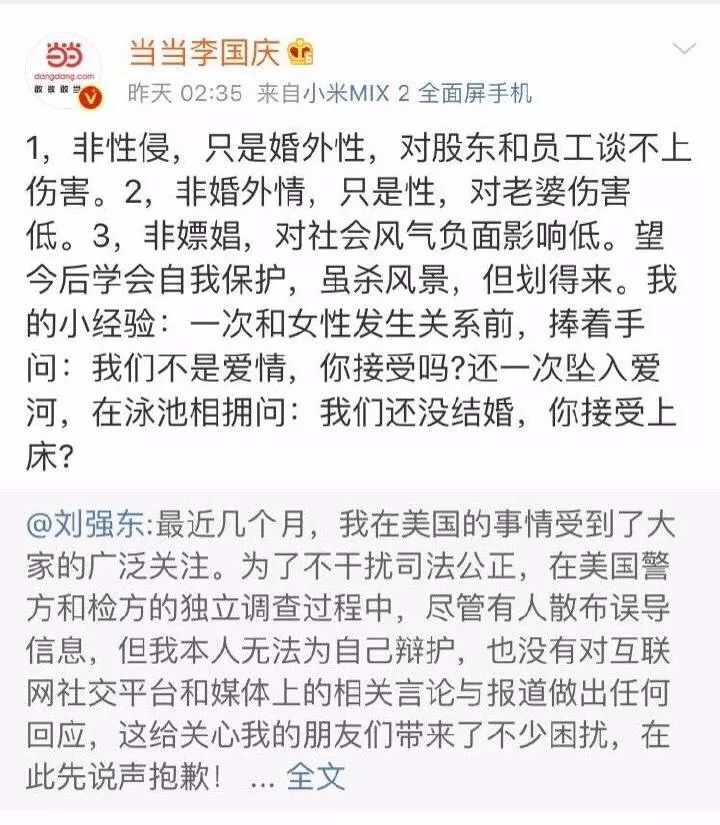 当当李国庆
当当
dangdang.com
敢做敢当
昨天 02:35 来自小米MIX 2 全面屏手机
1，非性侵，只是婚外性，对股东和员工谈不上
伤害。2，非婚外情，只是性，对老婆伤害
低。3，非嫖娼，对社会风气负面影响低。望
今后学会自我保护，虽杀风景，但划得来。我
的小经验：一次和女性发生关系前，捧着手
问：我们不是爱情，你接受吗?还一次坠入爱
河，在泳池相拥问：我们还没结婚，你接受上
床?
@刘强东:最近几个月，我在美国的事情受到了大
家的广泛关注。为了不干扰司法公正，在美国警
方和检方的独立调查过程中，尽管有人散布误导
信息，但我本人无法为自己辩护，也没有对互联
网社交平台和媒体上的相关言论与报道做出任何
回应，这给关心我的朋友们带来了不少困扰，在
此先说声抱歉！ ... 全文